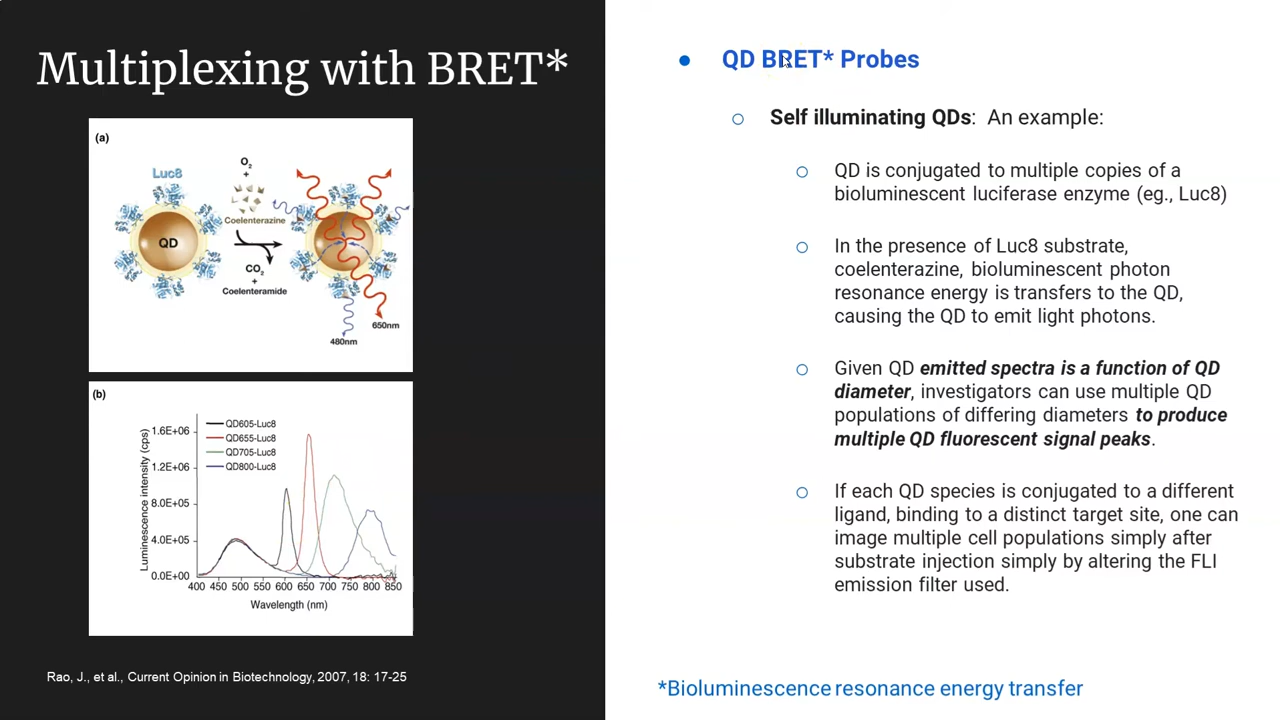 Multiplexing with BRET*
(a)
Luc8
O2
+
Coelenterazine
QD
CO2
+
Coelenteramide
650nm
480nm
(b)
Luminescence intensity (cps)
1.6E+06
1.2E+06
8.0E+05
4.0E+05
0.0E+00
QD605-Luc8
QD655-Luc8
QD705-Luc8
QD800-Luc8
400 450 500 550 600 650 700 750 800 850
Wavelength (nm)
Rao, J., et al., Current Opinion in Biotechnology, 2007, 18: 17-25
QD BRET* Probes
Self illuminating QDs: An example:
QD is conjugated to multiple copies of a
bioluminescent luciferase enzyme (eg., Luc8)
In the presence of Luc8 substrate,
coelenterazine, bioluminescent photon
resonance energy is transfers to the QD,
causing the QD to emit light photons.
Given QD emitted spectra is a function of QD
diameter, investigators can use multiple QD
populations of differing diameters to produce
multiple QD fluorescent signal peaks.
If each QD species is conjugated to a different
ligand, binding to a distinct target site, one can
image multiple cell populations simply after
substrate injection simply by altering the FLI
emission filter used.
*Bioluminescence resonance energy transfer